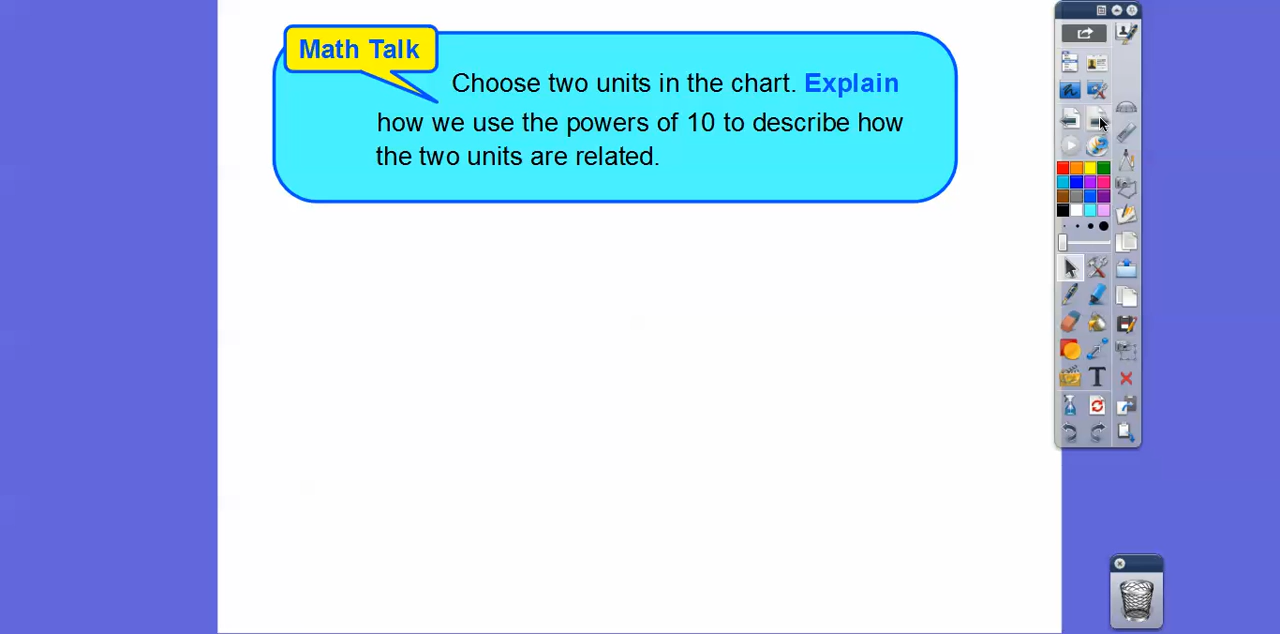 Math Talk
Choose two units in the chart. Explain
how we use the powers of 10 to describe how
the two units are related.
T